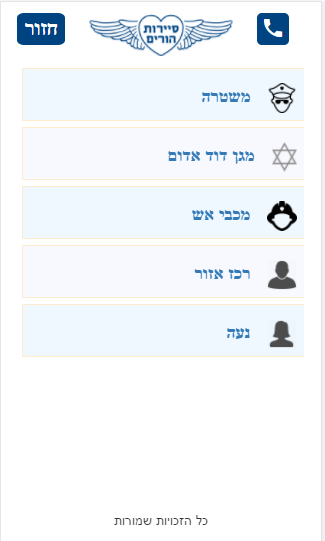 חזור
סיירות
הורים
משטרה
מגן דוד אדום
מכבי אש
רכז אזור
נעה
כל הזכויות שמורות